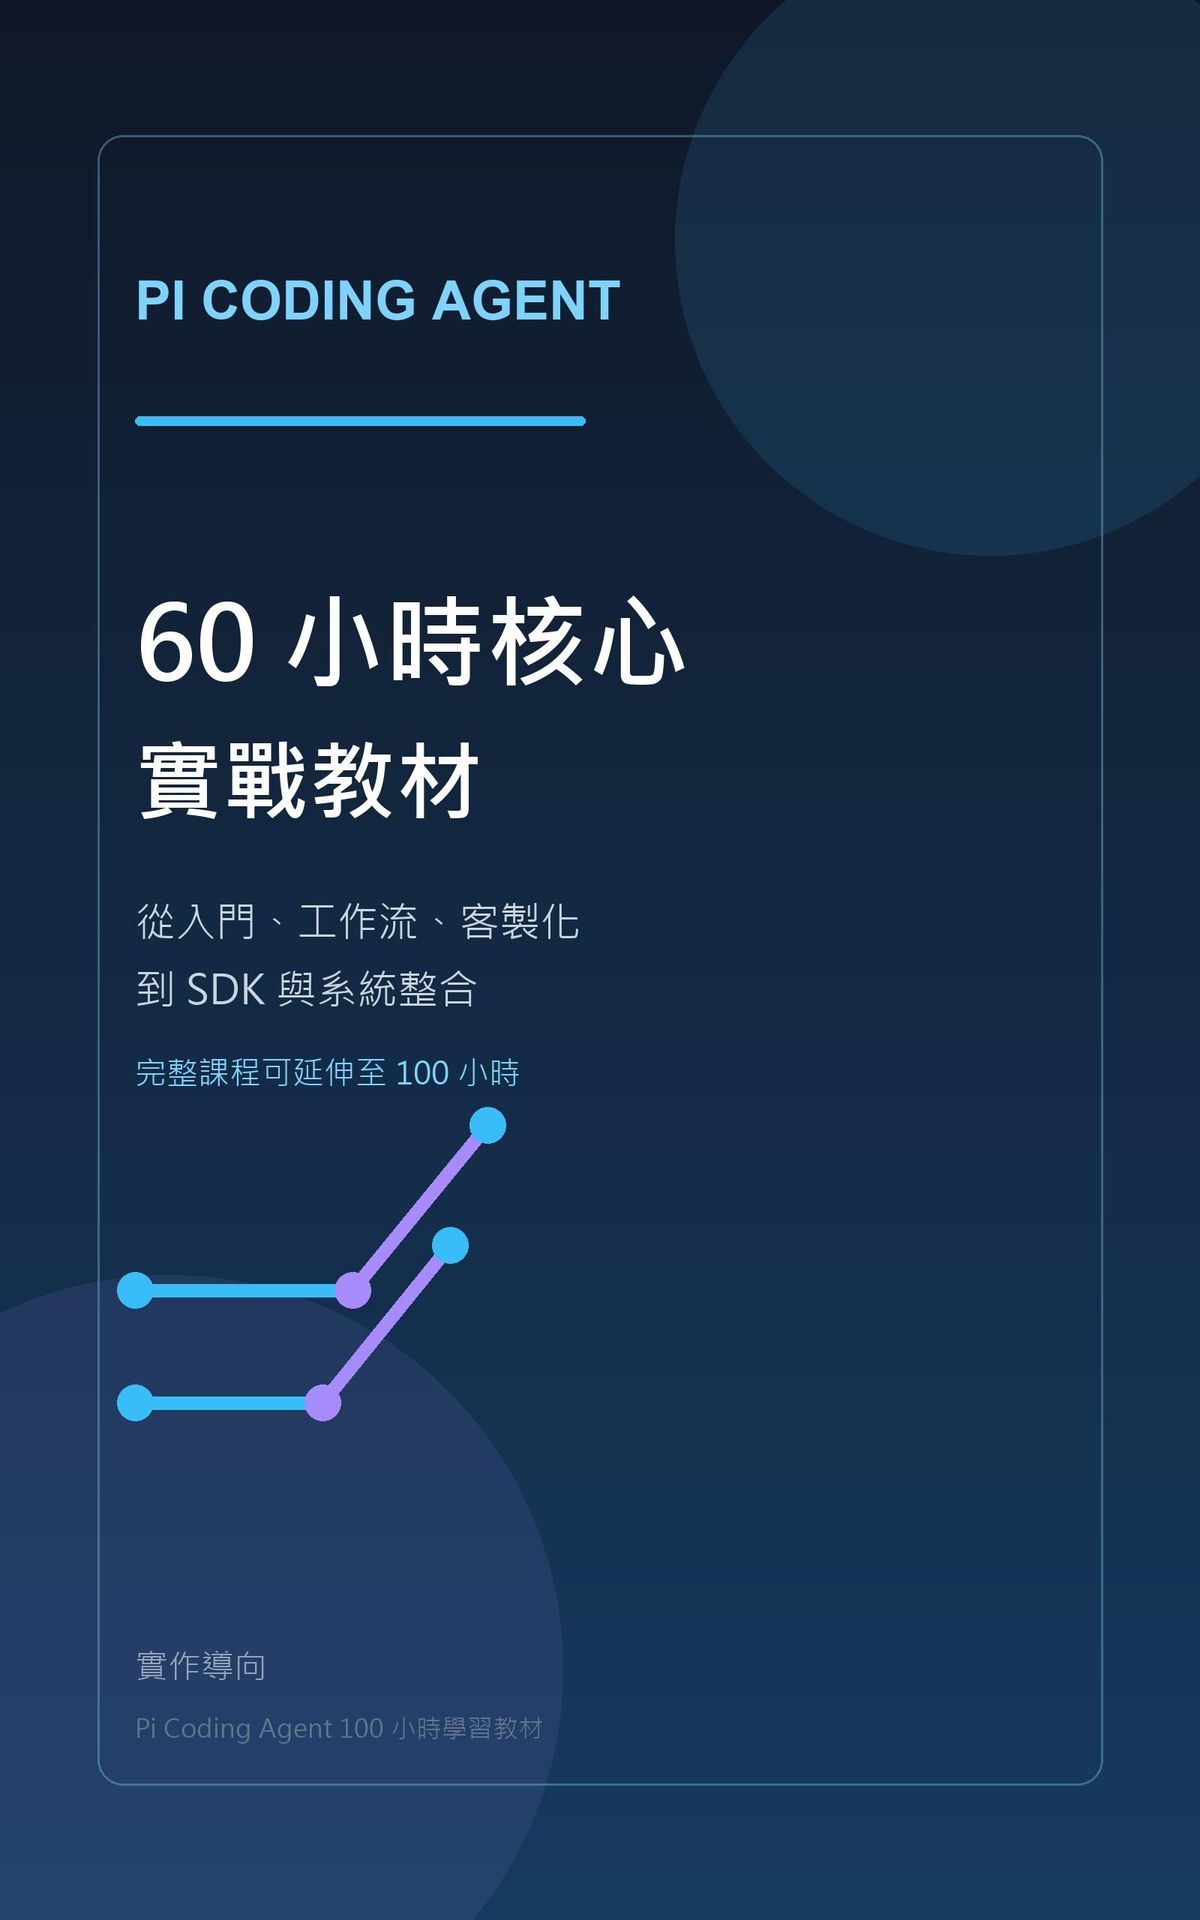 PI CODING AGENT
60 小時核心
實戰教材
從入門、工作流、客製化
到 SDK 與系統整合
完整課程可延伸至 100 小時
實作導向
Pi Coding Agent 100 小時學習教材